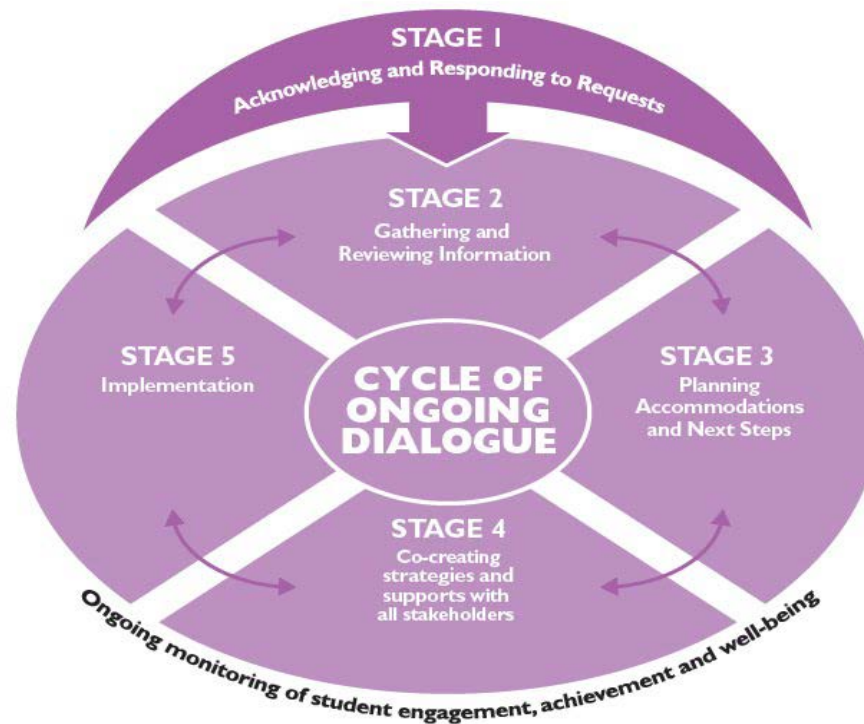 STAGE 1
Acknowledging and Responding to Requests
STAGE 2
Gathering and
Reviewing Information
STAGE 5
Implementation
CYCLE OF
ONGOING
DIALOGUE
STAGE 3
Planning
Accommodations
and Next Steps
STAGE 4
Co-creating
strategies and
supports with
all stakeholders
Ongoing monitoring of student engagement, achievement and well-being